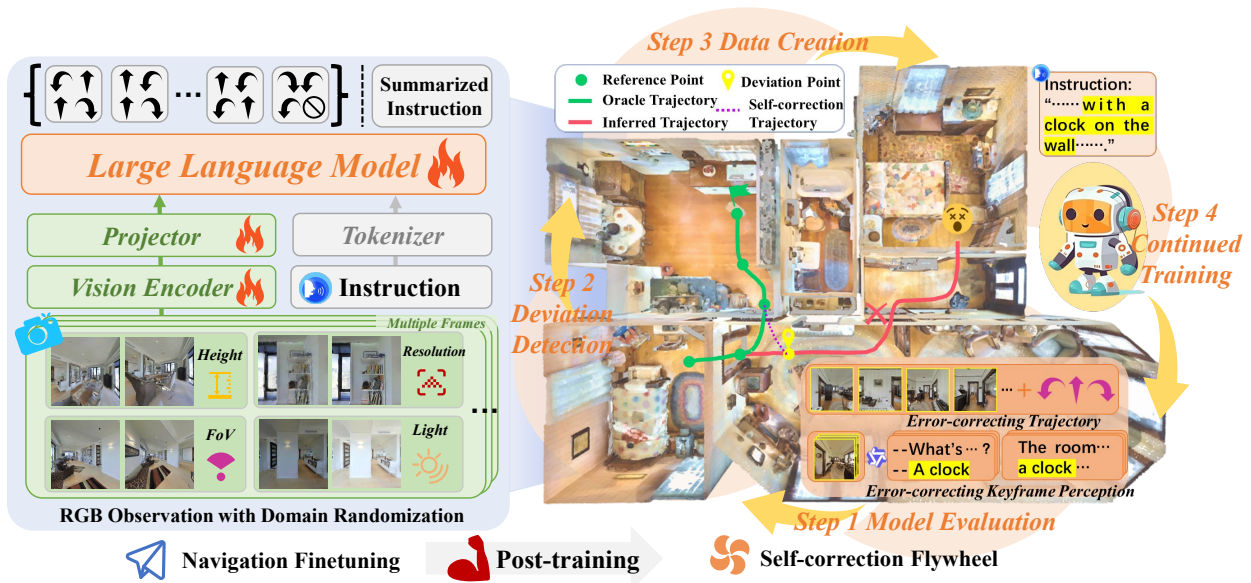 Summarized
Instruction
Large Language Model
Projector
Tokenizer
Vision Encoder
Instruction
Multiple Frames
Height
Resolution
FoV
Light
...
...
RGB Observation with Domain Randomization
Step 3 Data Creation
Reference Point
Deviation Point
Oracle Trajectory
Self-correction
Trajectory
Inferred Trajectory
Instruction:
“······with a
clock on the
wall·······.”
Step 2
Deviation
Detection
Step 4
Continued
Training
··· +
Error-correcting Trajectory
--What's ··· ?
-- A clock
The room···
a clock ···
Error-correcting Keyframe Perception
Step 1 Model Evaluation
Navigation Finetuning
Post-training
Self-correction Flywheel